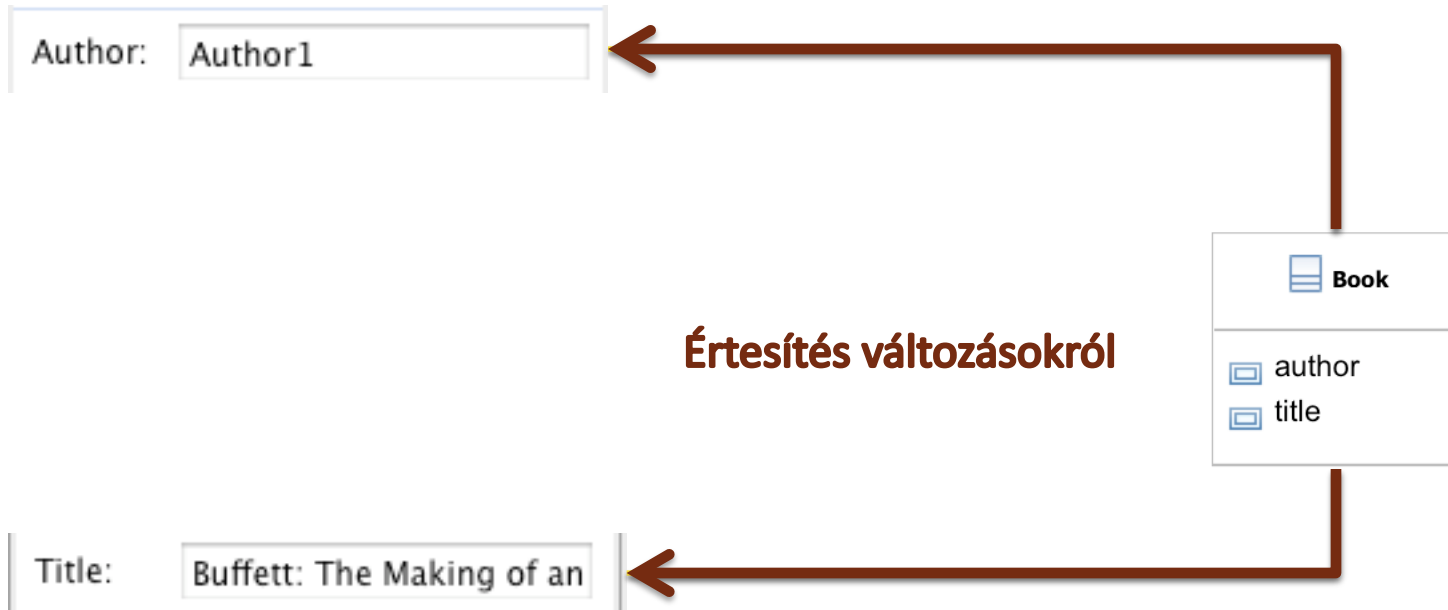 Author: Author1
Book
Értesítés változásokról
author
title
Title: Buffett: The Making of an